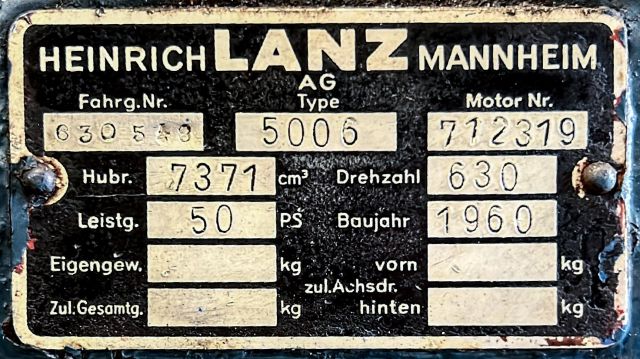 HEINRICH LANZ MANNHEIM
AG
Fahrg.Nr. Type Motor Nr.
630549 5006 712319
Hubr. 7371 cm³ Drehzahl 630
Leistg. 50 PS Baujahr 1960
Eigengew. kg vorn kg
zul.Achsdr.
Zul.Gesamtg. kg hinten kg